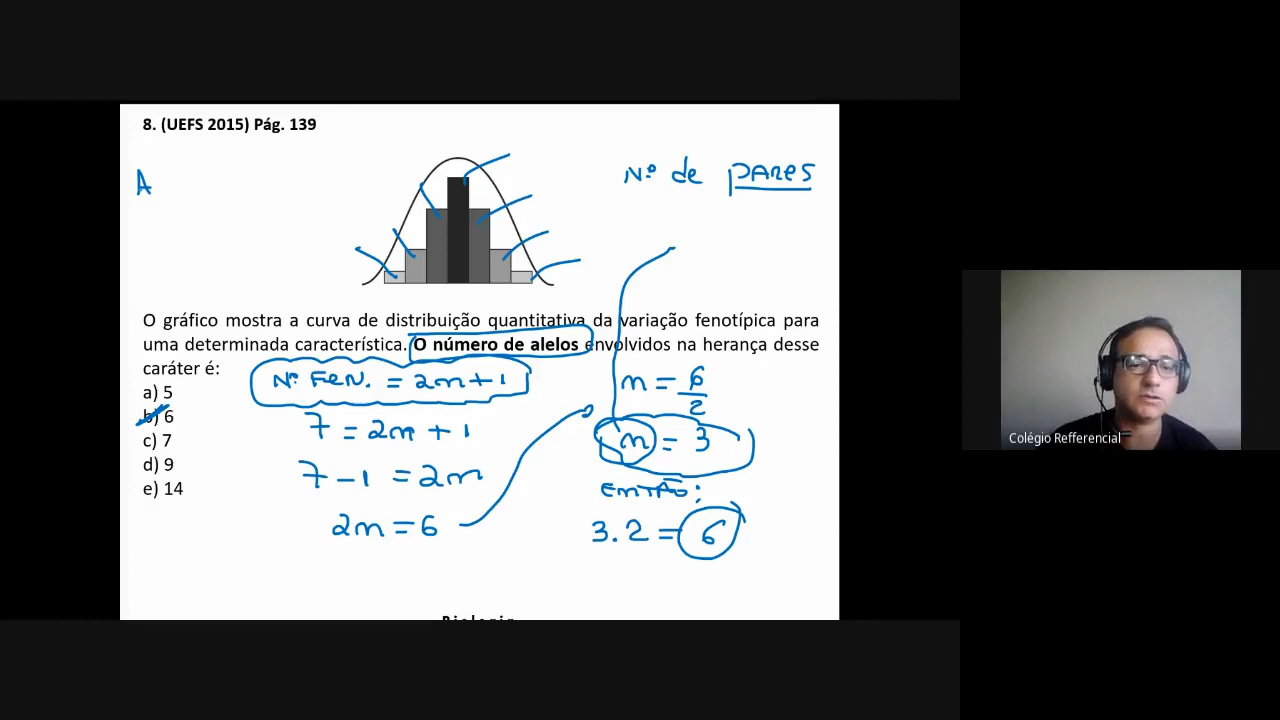 8. (UEFS 2015) Pág. 139
A
Nº de PARES
O gráfico mostra a curva de distribuição quantitativa da variação fenotípica para
uma determinada característica. O número de alelos envolvidos na herança desse
caráter é:
Nº FEN. = 2n+1
a) 5
b) 6
c) 7
d) 9
e) 14
7 = 2n + 1
7 - 1 = 2n
2n = 6
n = 6
2
n = 3
ENTÃO:
3.2 = 6
Biologia
Colégio Refferencial